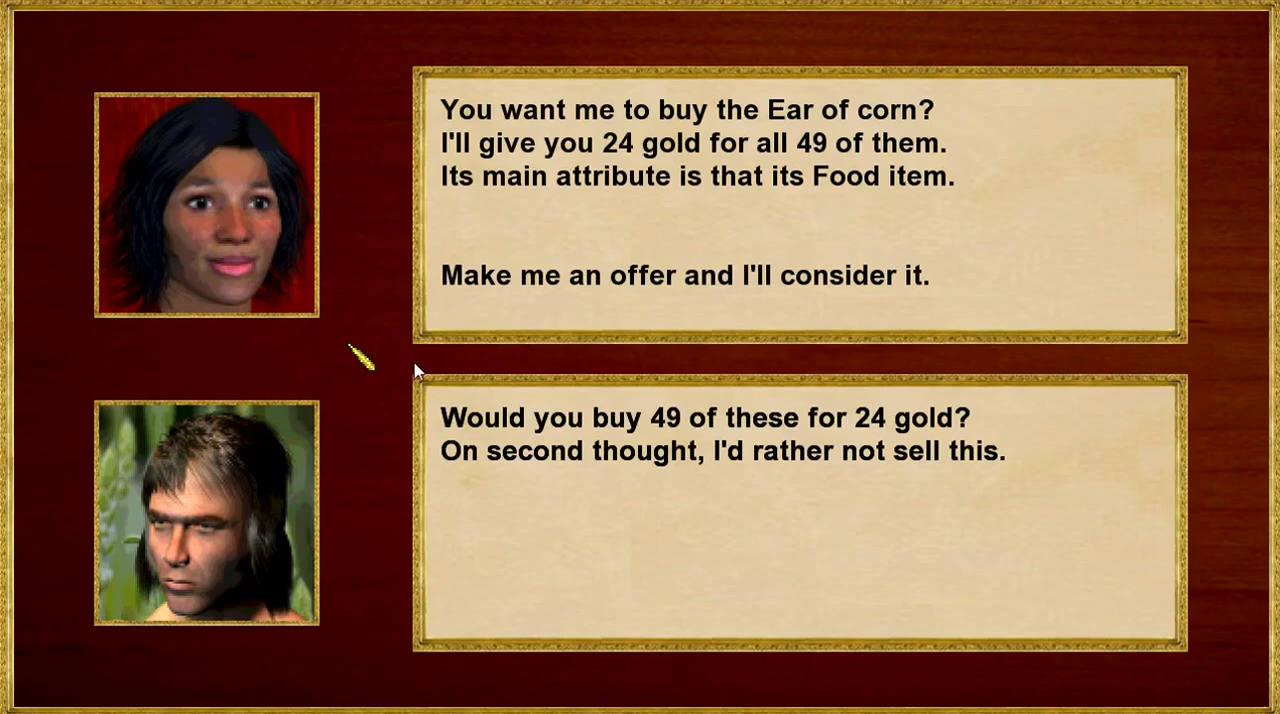 You want me to buy the Ear of corn?
I'll give you 24 gold for all 49 of them.
Its main attribute is that its Food item.
Make me an offer and I'll consider it.
Would you buy 49 of these for 24 gold?
On second thought, I'd rather not sell this.